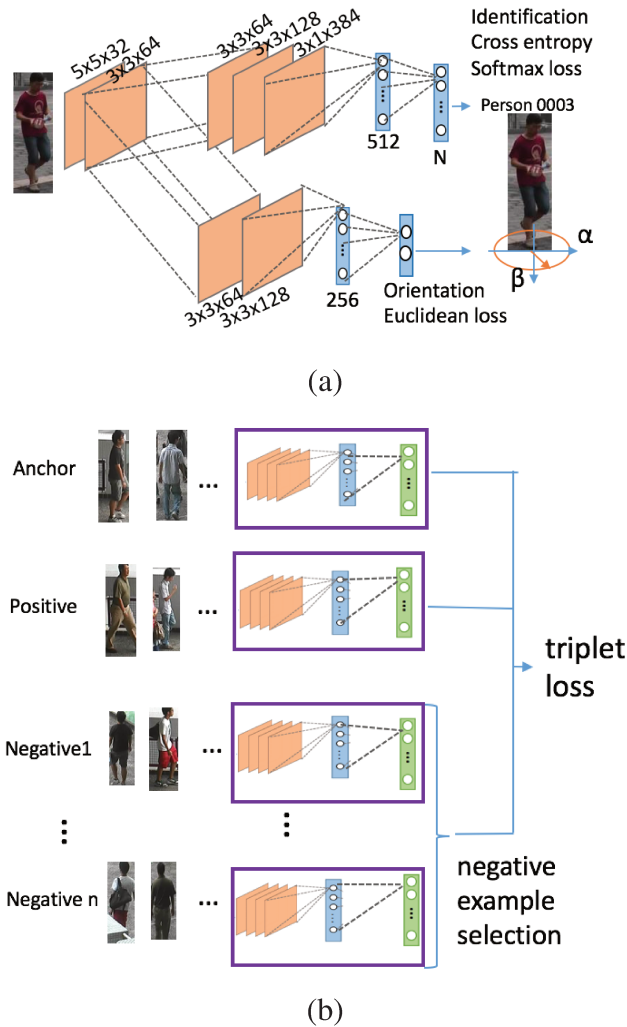 5x5x32
3x3x64
3x3x64
3x3x128
3x1x384
Identification
Cross entropy
Softmax loss
Person 0003
512
N
α
β
3x3x64
3x3x128
256
Orientation
Euclidean loss
(a)
Anchor
...
Positive
...
triplet
loss
Negative1
...
Negative n
...
negative
example
selection
(b)